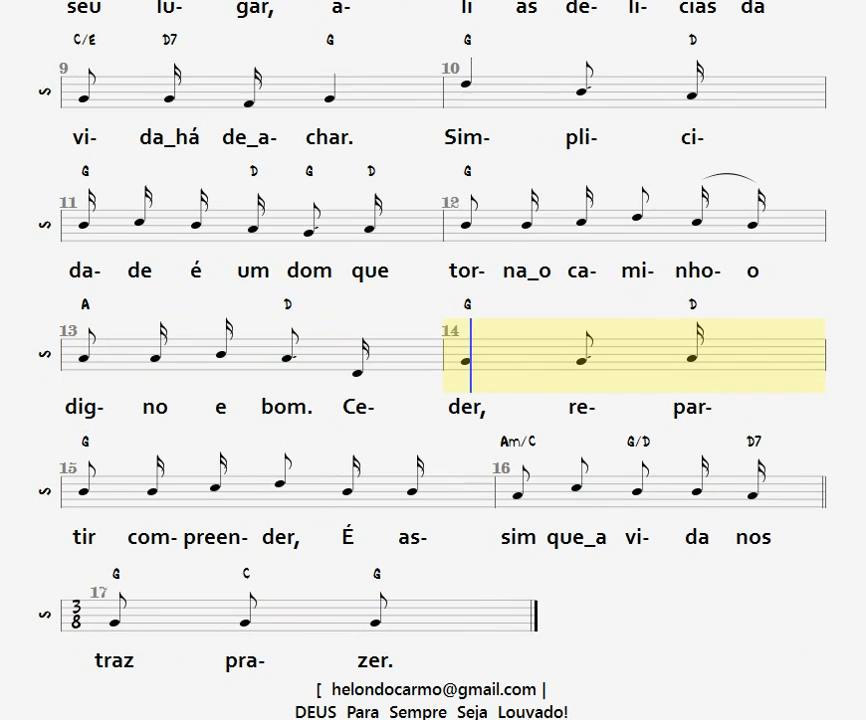 seu lu- gar, a- li as de- lí- cias da
C/E D7 G G D
9 10
vi- da_há de_a- char. Sim- pli- ci-
G D G D G
11 12
da- de é um dom que tor- na_o ca- mi- nho- o
A D G D
13 14
dig- no e bom. Ce- der, re- par-
G Am/C G/D D7
15 16
tir com- preen- der, É as- sim que_a vi- da nos
G C G
17
3
8
traz pra- zer.
[ helondocarmo@gmail.com |
DEUS Para Sempre Seja Louvado!